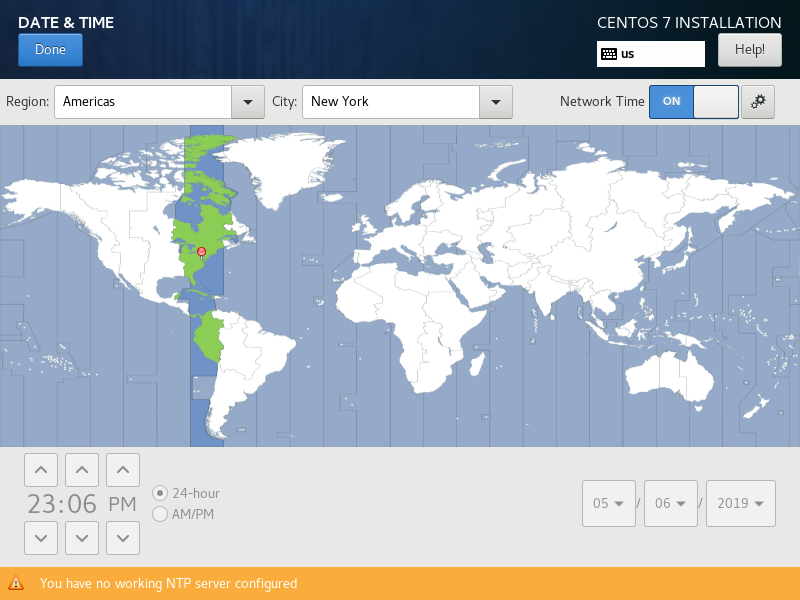 DATE & TIME
CENTOS 7 INSTALLATION
Done
us
Help!
Region: Americas City: New York Network Time ON
23:06 PM
24-hour
AM/PM
05 / 06 / 2019
You have no working NTP server configured